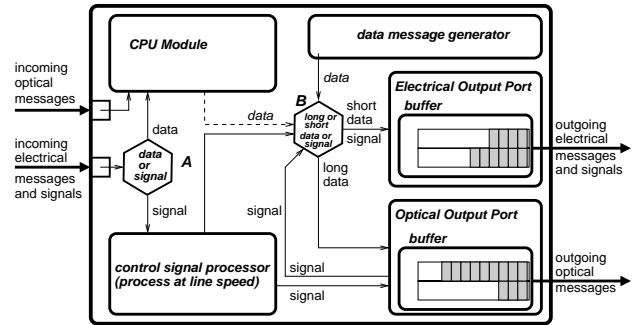 CPU Module
data message generator
incoming
optical
messages
data
B
data
long or
short
data or
signal
short
data
signal
Electrical Output Port
buffer
outgoing
electrical
messages
and signals
incoming
electrical
messages
and signals
data
data
or
signal
A
long
data
signal
signal
Optical Output Port
buffer
control signal processor
(process at line speed)
signal
signal
outgoing
optical
messages